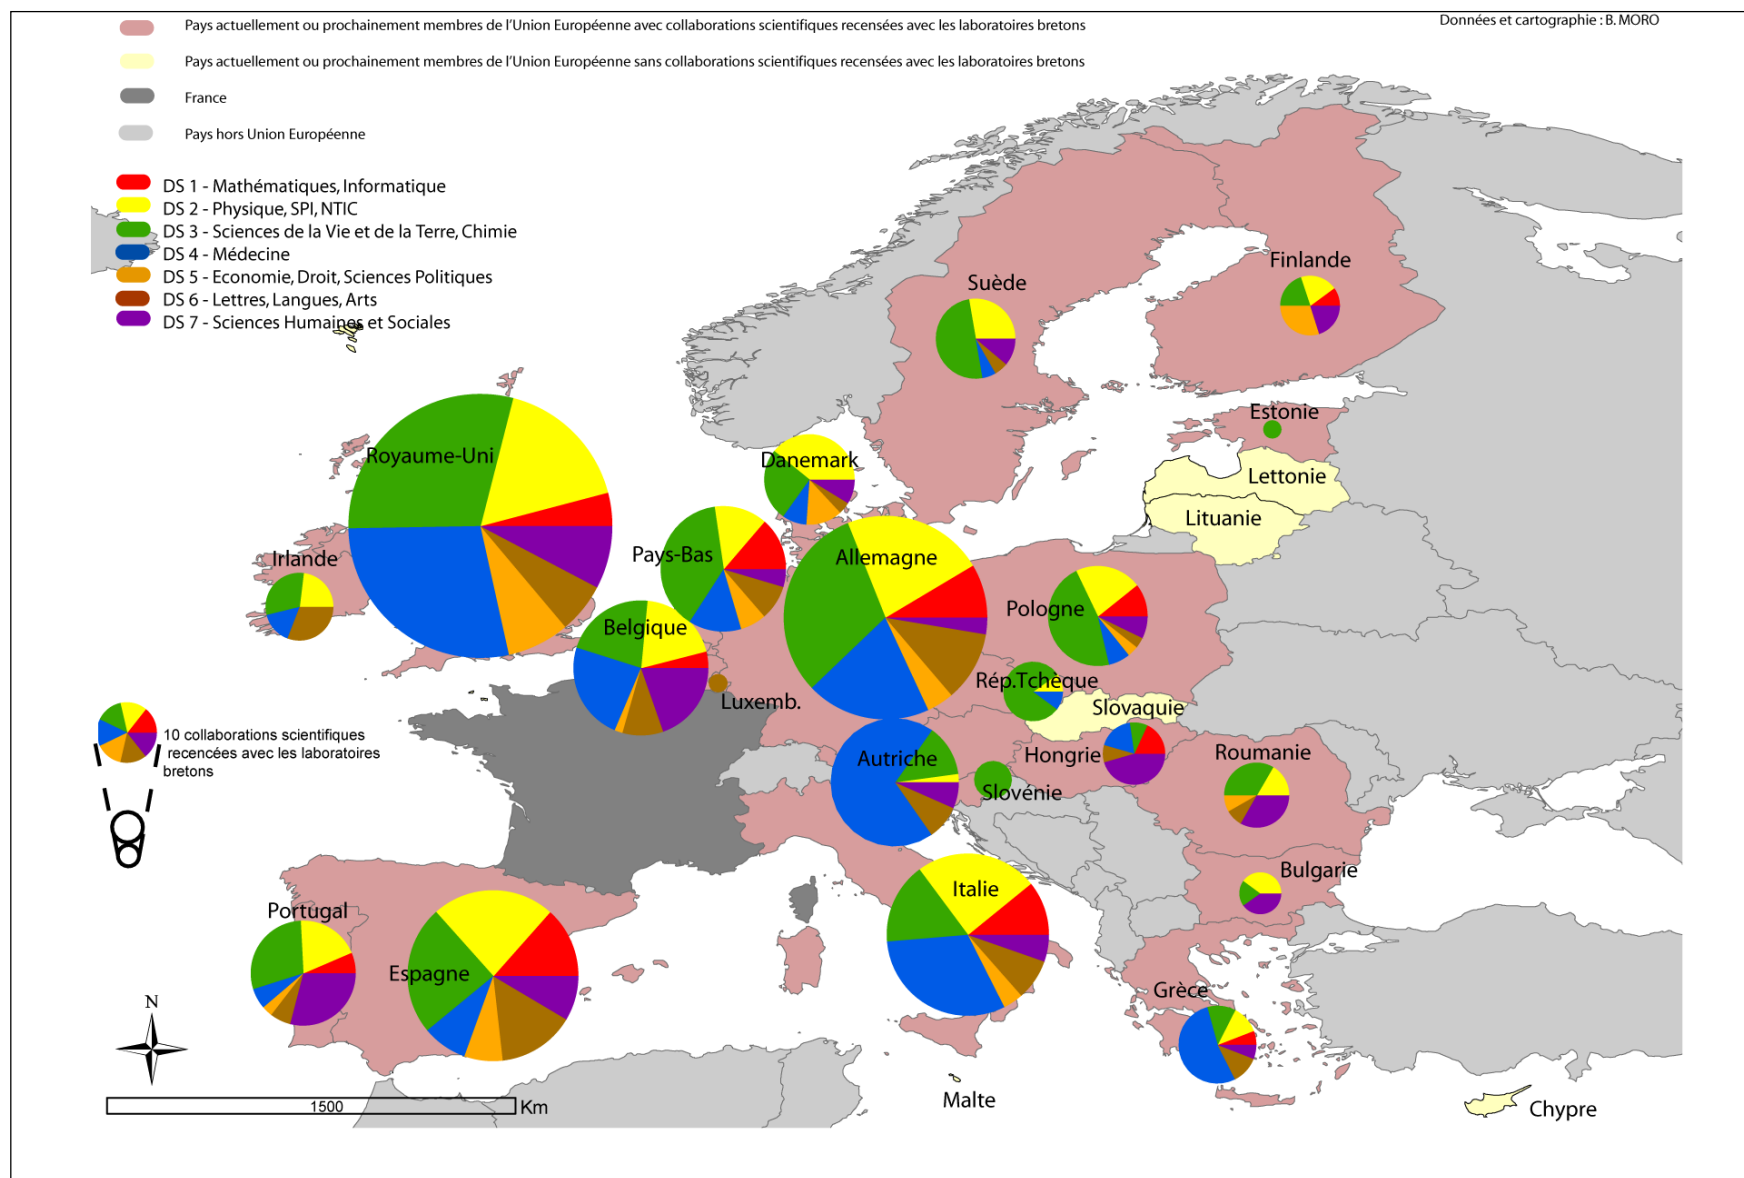 Pays actuellement ou prochainement membres de l'Union Européenne avec collaborations scientifiques recensées avec les laboratoires bretons
Données et cartographie : B. MORO
Pays actuellement ou prochainement membres de l'Union Européenne sans collaborations scientifiques recensées avec les laboratoires bretons
France
Pays hors Union Européenne
DS 1 - Mathématiques, Informatique
DS 2 - Physique, SPI, NTIC
DS 3 - Sciences de la Vie et de la Terre, Chimie
DS 4 - Médecine
DS 5 - Economie, Droit, Sciences Politiques
DS 6 - Lettres, Langues, Arts
DS 7 - Sciences Humaines et Sociales
Finlande
Suède
Estonie
Royaume-Uni
Danemark
Lettonie
Lituanie
Irlande
Pays-Bas
Allemagne
Pologne
Belgique
Rép.Tchèque
Luxemb.
Slovaquie
10 collaborations scientifiques
recencées avec les laboratoires
bretons
Autriche
Hongrie
Roumanie
Slovénie
Bulgarie
Italie
Portugal
Espagne
Grèce
N
Malte
1500
Km
Chypre